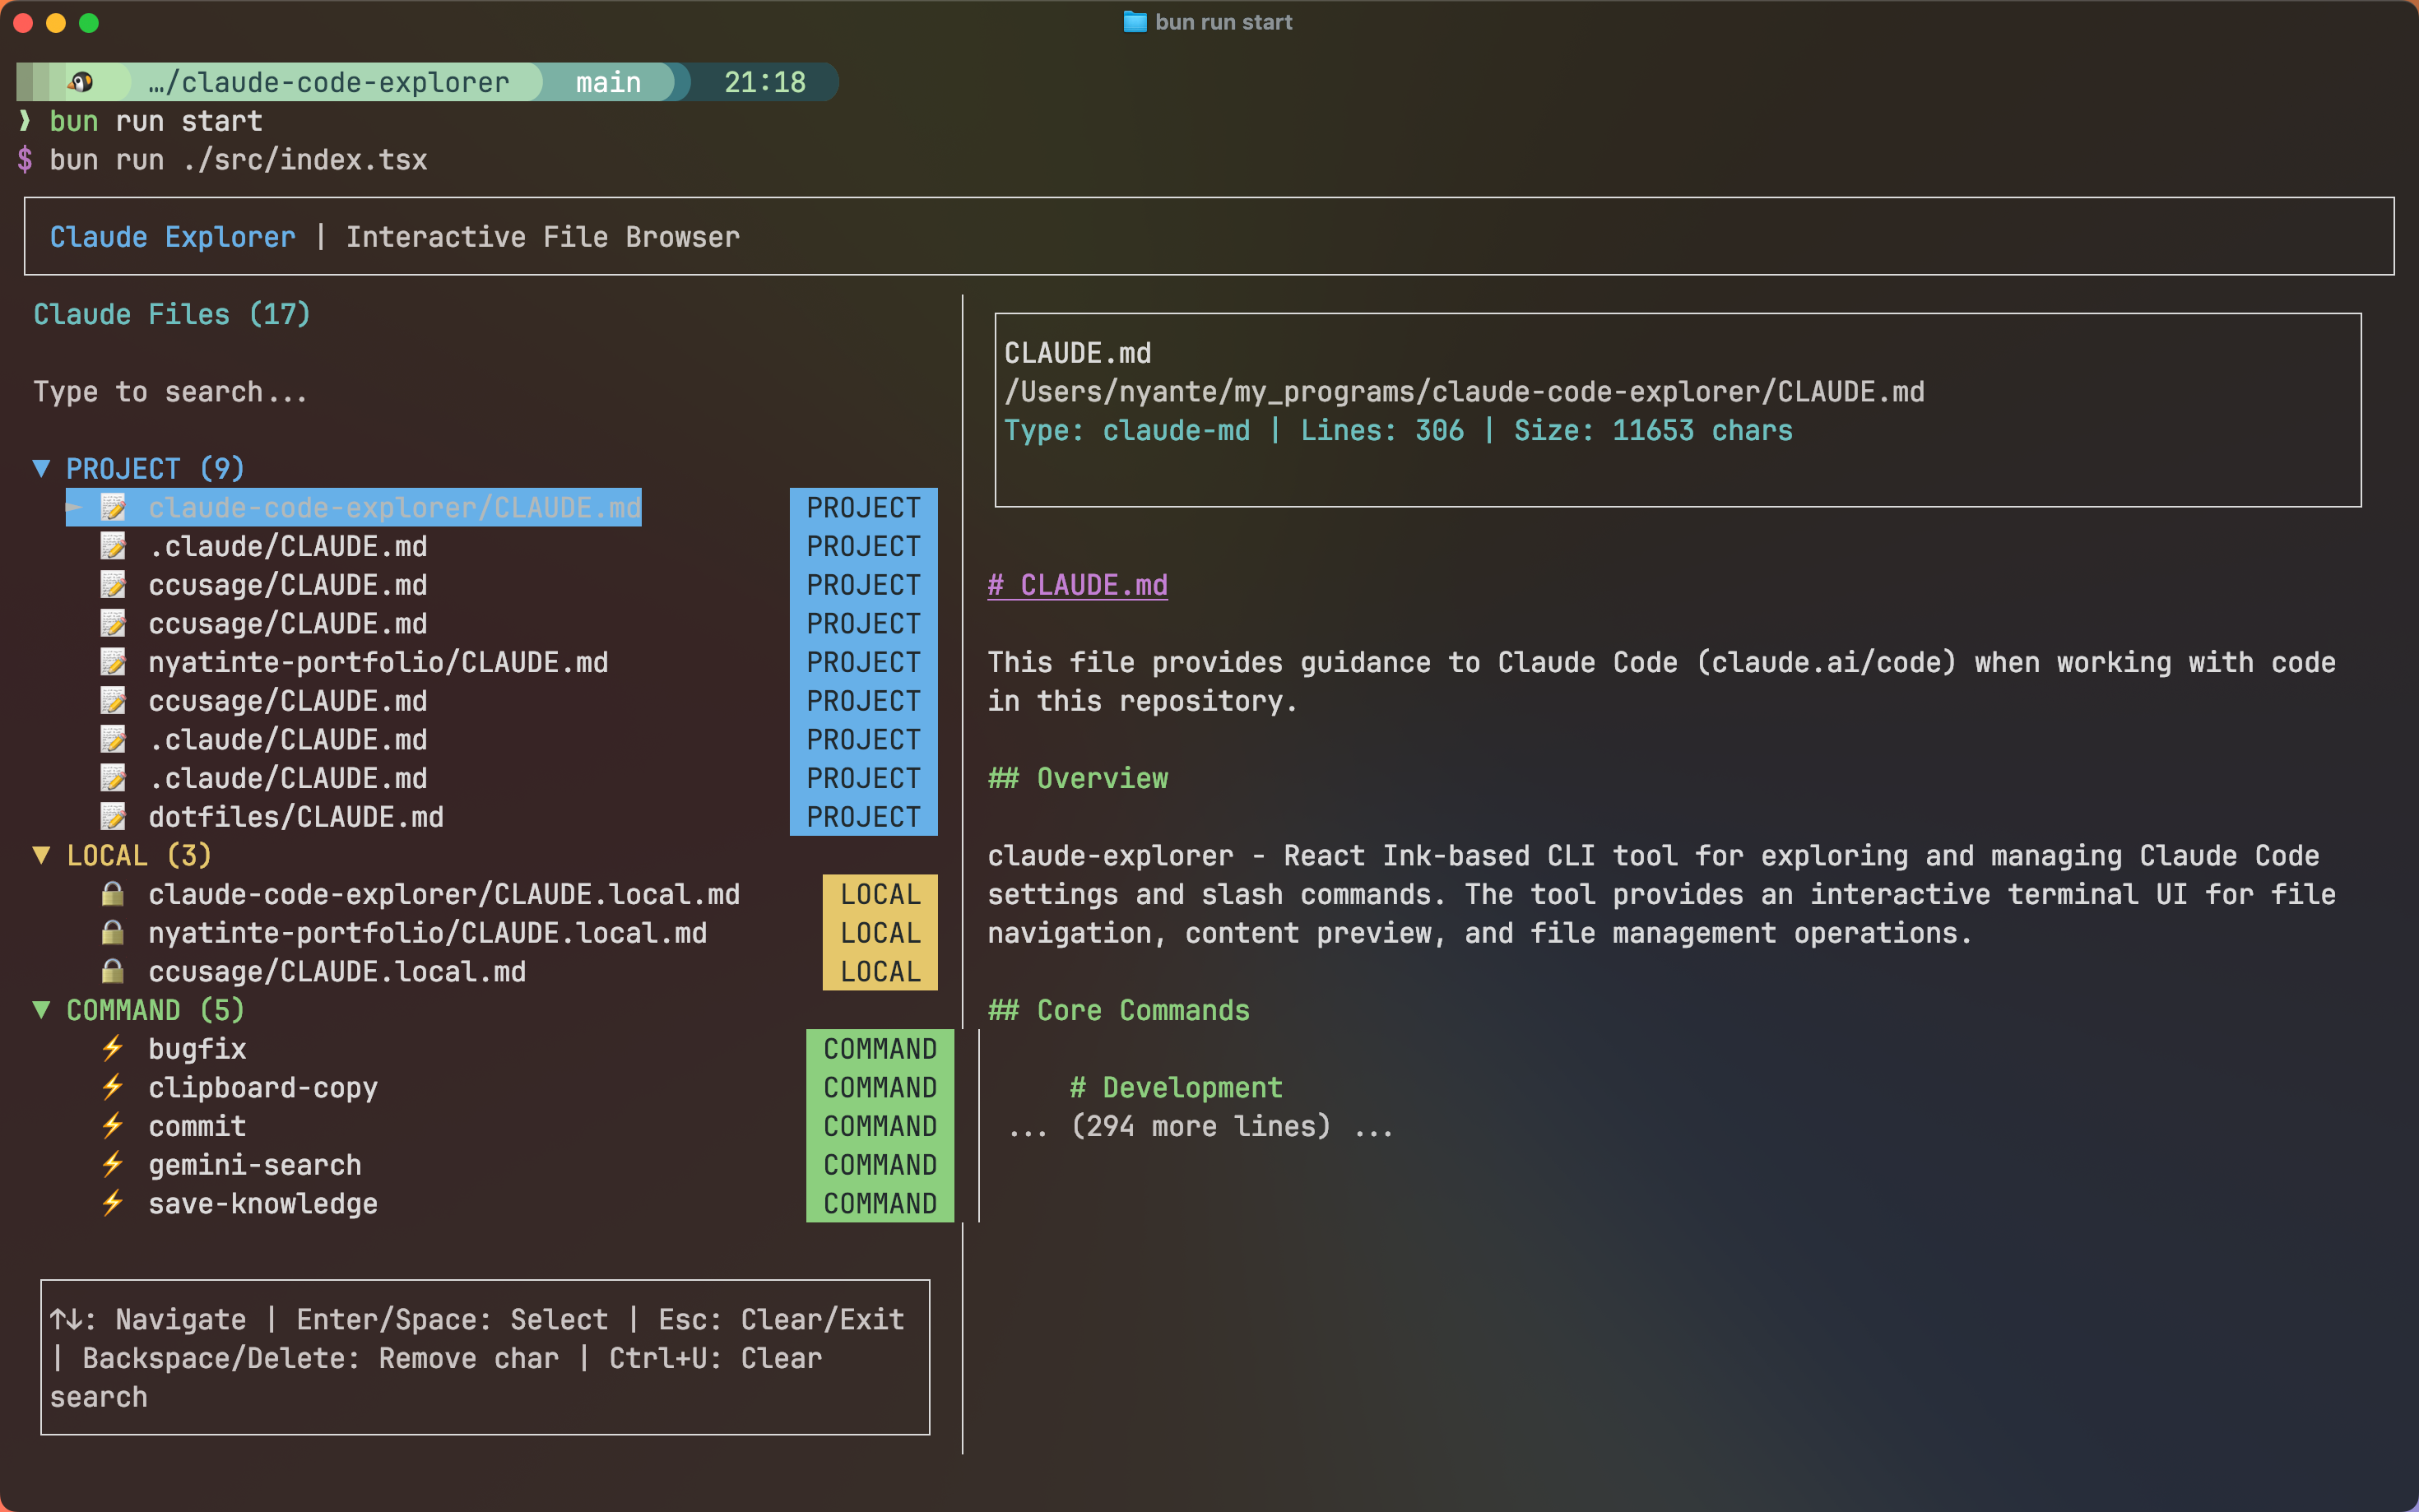 bun run start
…/claude-code-explorer main 21:18
❯ bun run start
$ bun run ./src/index.tsx
Claude Explorer | Interactive File Browser
Claude Files (17)
Type to search...
▼ PROJECT (9)
► claude-code-explorer/CLAUDE.md PROJECT
.claude/CLAUDE.md PROJECT
ccusage/CLAUDE.md PROJECT
ccusage/CLAUDE.md PROJECT
nyatinte-portfolio/CLAUDE.md PROJECT
ccusage/CLAUDE.md PROJECT
.claude/CLAUDE.md PROJECT
.claude/CLAUDE.md PROJECT
dotfiles/CLAUDE.md PROJECT
▼ LOCAL (3)
claude-code-explorer/CLAUDE.local.md LOCAL
nyatinte-portfolio/CLAUDE.local.md LOCAL
ccusage/CLAUDE.local.md LOCAL
▼ COMMAND (5)
⚡ bugfix COMMAND
⚡ clipboard-copy COMMAND
⚡ commit COMMAND
⚡ gemini-search COMMAND
⚡ save-knowledge COMMAND
↑↓: Navigate | Enter/Space: Select | Esc: Clear/Exit
| Backspace/Delete: Remove char | Ctrl+U: Clear
search
CLAUDE.md
/Users/nyante/my_programs/claude-code-explorer/CLAUDE.md
Type: claude-md | Lines: 306 | Size: 11653 chars
# CLAUDE.md
This file provides guidance to Claude Code (claude.ai/code) when working with code
in this repository.
## Overview
claude-explorer - React Ink-based CLI tool for exploring and managing Claude Code
settings and slash commands. The tool provides an interactive terminal UI for file
navigation, content preview, and file management operations.
## Core Commands
# Development
... (294 more lines) ...